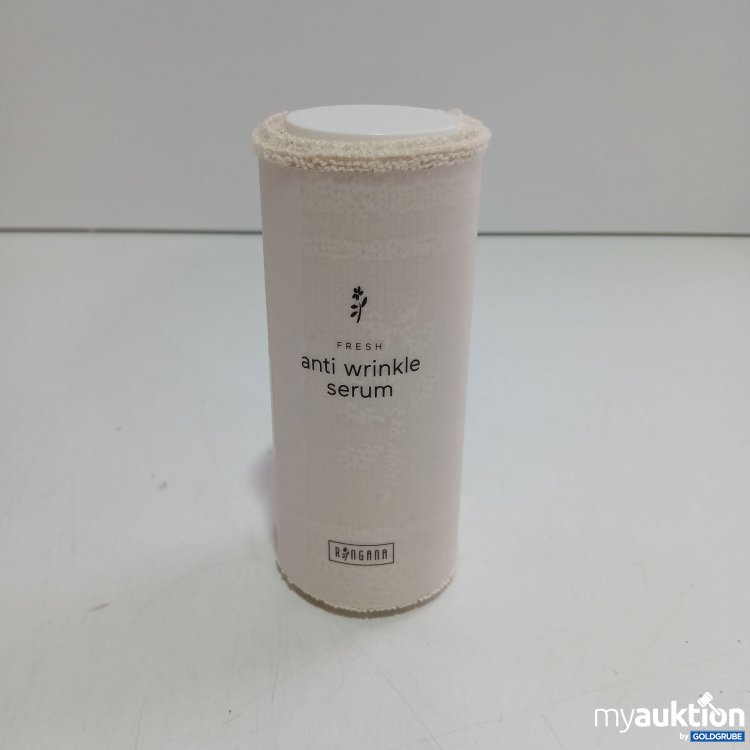 FRESH
anti wrinkle
serum
RINGANA
myauktion
by GOLDGRUBE